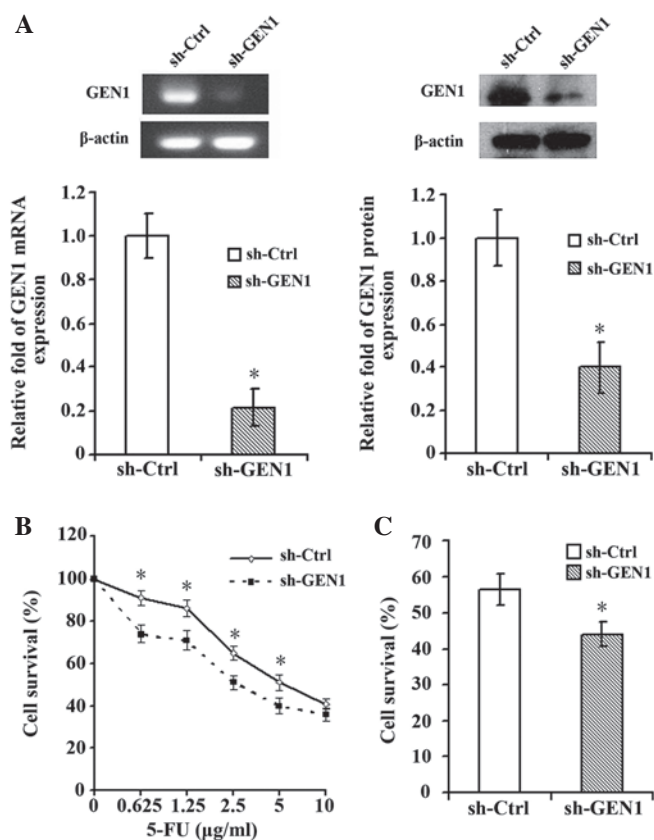 A
sh-Ctrl
sh-GEN1
GEN1
β-actin
Relative fold of GEN1 mRNA
expression
1.2
1.0
0.8
0.6
0.4
0.2
0
sh-Ctrl
sh-GEN1
*
sh-Ctrl
sh-GEN1
sh-Ctrl
sh-GEN1
GEN1
β-actin
Relative fold of GEN1 protein
expression
1.2
1.0
0.8
0.6
0.4
0.2
0
sh-Ctrl
sh-GEN1
*
sh-Ctrl
sh-GEN1
B
Cell survival (%)
120
100
80
60
40
20
0
sh-Ctrl
sh-GEN1
* * * *
0 0.625 1.25 2.5 5 10
5-FU (µg/ml)
C
Cell survival (%)
70
60
50
40
30
20
10
0
sh-Ctrl
sh-GEN1
*
sh-Ctrl sh-GEN1